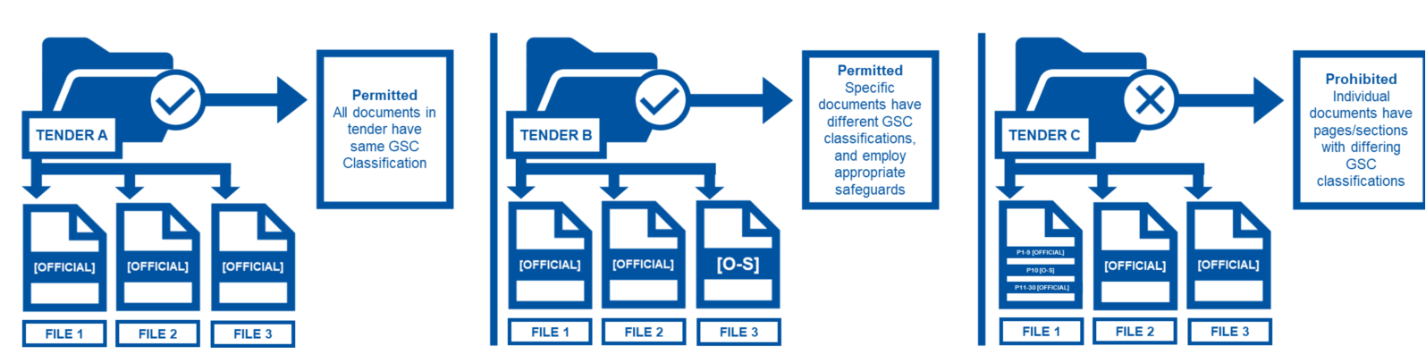 TENDER A
Permitted
All documents in
tender have
same GSC
Classification
[OFFICIAL]
[OFFICIAL]
[OFFICIAL]
FILE 1
FILE 2
FILE 3
TENDER B
Permitted
Specific
documents have
different GSC
classifications,
and employ
appropriate
safeguards
[OFFICIAL]
[OFFICIAL]
[O-S]
FILE 1
FILE 2
FILE 3
TENDER C
Prohibited
Individual
documents have
pages/sections
with differing
GSC
classifications
P1-9 [OFFICIAL]
P10 [O-S]
P11-30 [OFFICIAL]
[OFFICIAL]
[OFFICIAL]
FILE 1
FILE 2
FILE 3